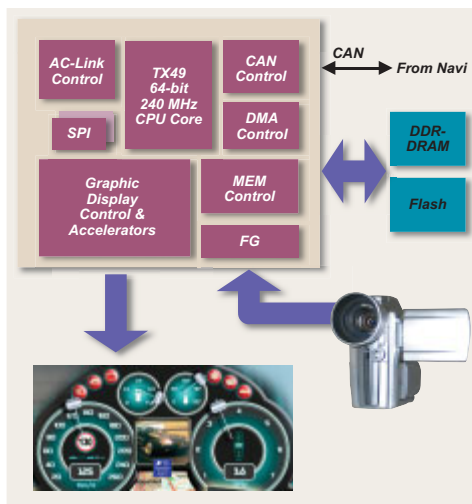 AC-Link
Control
TX49
64-bit
240 MHz
CPU Core
CAN
Control
CAN
From Navi
SPI
DMA
Control
DDR-
DRAM
Graphic
Display
Control &
Accelerators
MEM
Control
Flash
FG
130
125
16